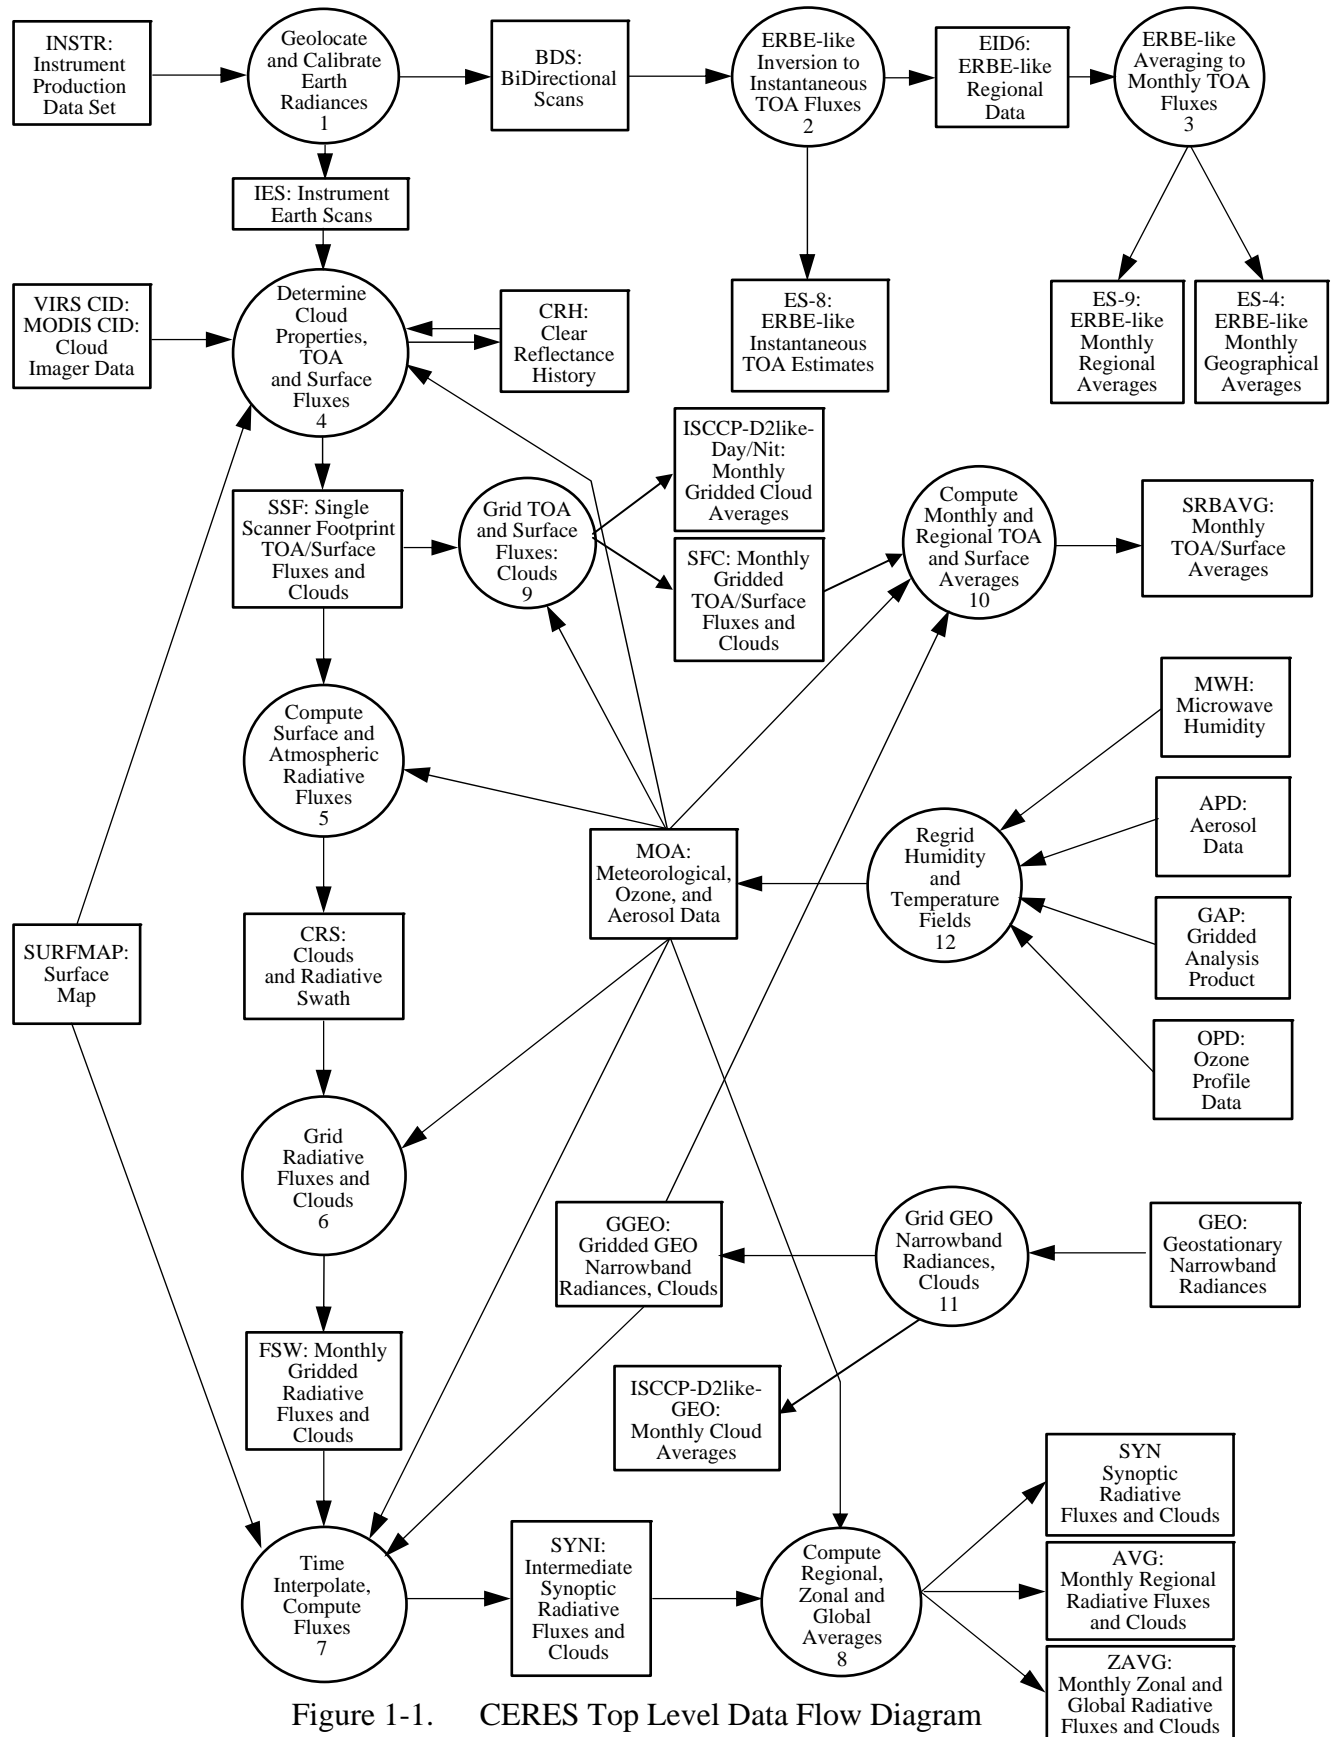 INSTR:
Instrument
Production
Data Set
Geolocate
and Calibrate
Earth
Radiances
1
BDS:
BiDirectional
Scans
ERBE-like
Inversion to
Instantaneous
TOA Fluxes
2
EID6:
ERBE-like
Regional
Data
ERBE-like
Averaging to
Monthly TOA
Fluxes
3
IES: Instrument
Earth Scans
VIRS CID:
MODIS CID:
Cloud
Imager Data
Determine
Cloud
Properties,
TOA
and Surface
Fluxes
4
CRH:
Clear
Reflectance
History
ES-8:
ERBE-like
Instantaneous
TOA Estimates
ES-9:
ERBE-like
Monthly
Regional
Averages
ES-4:
ERBE-like
Monthly
Geographical
Averages
SSF: Single
Scanner Footprint
TOA/Surface
Fluxes and
Clouds
Grid TOA
and Surface
Fluxes:
Clouds
9
ISCCP-D2like-
Day/Nit:
Monthly
Gridded Cloud
Averages
SFC: Monthly
Gridded
TOA/Surface
Fluxes and
Clouds
Compute
Monthly and
Regional TOA
and Surface
Averages
10
SRBAVG:
Monthly
TOA/Surface
Averages
Compute
Surface and
Atmospheric
Radiative
Fluxes
5
MWH:
Microwave
Humidity
APD:
Aerosol
Data
MOA:
Meteorological,
Ozone, and
Aerosol Data
Regrid
Humidity
and
Temperature
Fields
12
GAP:
Gridded
Analysis
Product
SURFMAP:
Surface
Map
CRS:
Clouds
and Radiative
Swath
OPD:
Ozone
Profile
Data
Grid
Radiative
Fluxes and
Clouds
6
GGEO:
Gridded GEO
Narrowband
Radiances, Clouds
Grid GEO
Narrowband
Radiances,
Clouds
11
GEO:
Geostationary
Narrowband
Radiances
FSW: Monthly
Gridded
Radiative
Fluxes and
Clouds
ISCCP-D2like-
GEO:
Monthly Cloud
Averages
Time
Interpolate,
Compute
Fluxes
7
SYNI:
Intermediate
Synoptic
Radiative
Fluxes and
Clouds
Compute
Regional,
Zonal and
Global
Averages
8
SYN
Synoptic
Radiative
Fluxes and Clouds
AVG:
Monthly Regional
Radiative Fluxes
and Clouds
ZAVG:
Monthly Zonal and
Global Radiative
Fluxes and Clouds
Figure 1-1. CERES Top Level Data Flow Diagram